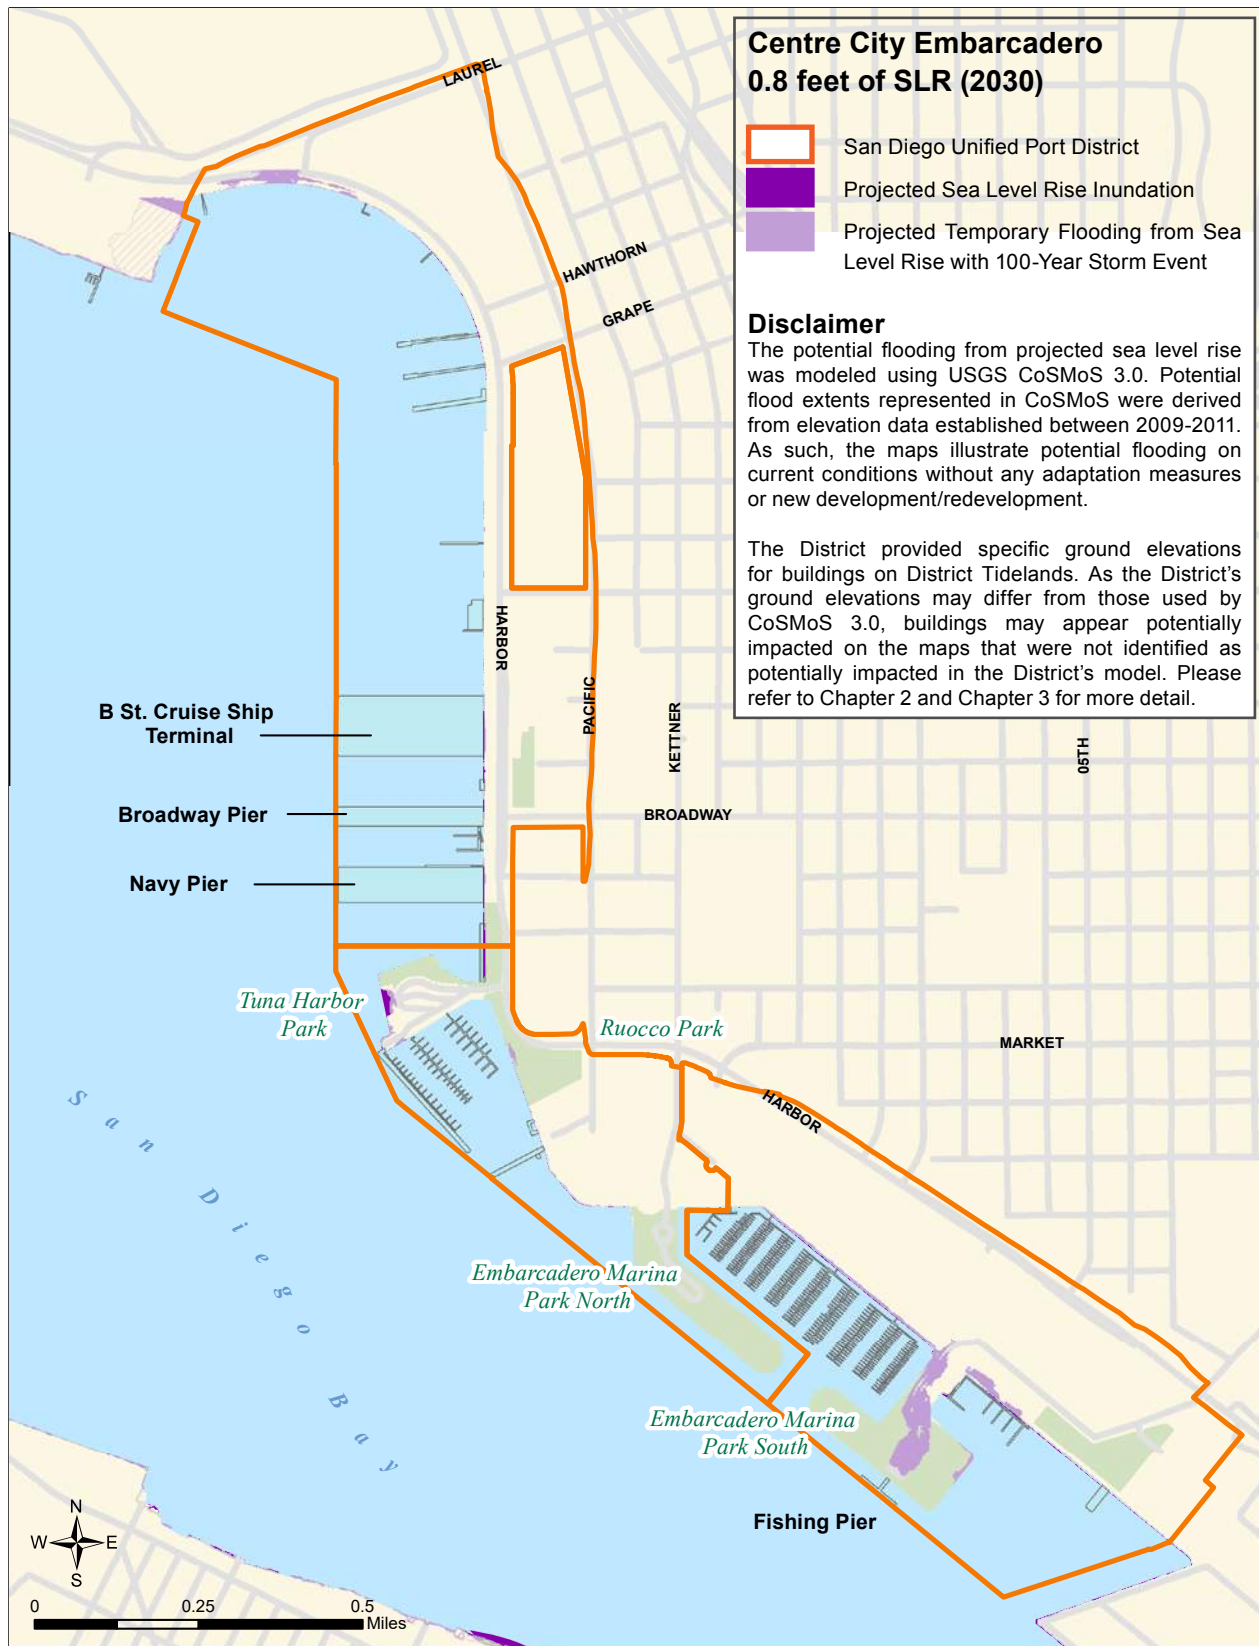 Centre City Embarcadero
0.8 feet of SLR (2030)
San Diego Unified Port District
Projected Sea Level Rise Inundation
Projected Temporary Flooding from Sea
Level Rise with 100-Year Storm Event
Disclaimer
The potential flooding from projected sea level rise
was modeled using USGS CoSMoS 3.0. Potential
flood extents represented in CoSMoS were derived
from elevation data established between 2009-2011.
As such, the maps illustrate potential flooding on
current conditions without any adaptation measures
or new development/redevelopment.
The District provided specific ground elevations
for buildings on District Tidelands. As the District's
ground elevations may differ from those used by
CoSMoS 3.0, buildings may appear potentially
impacted on the maps that were not identified as
potentially impacted in the District's model. Please
refer to Chapter 2 and Chapter 3 for more detail.
LAUREL
HAWTHORN
GRAPE
HARBOR
PACIFIC
KETTNER
05TH
B St. Cruise Ship
Terminal
Broadway Pier
BROADWAY
Navy Pier
Tuna Harbor
Park
Ruocco Park
MARKET
HARBOR
San Diego Bay
Embarcadero Marina
Park North
Embarcadero Marina
Park South
Fishing Pier
N
W E
S
0 0.25 0.5
Miles